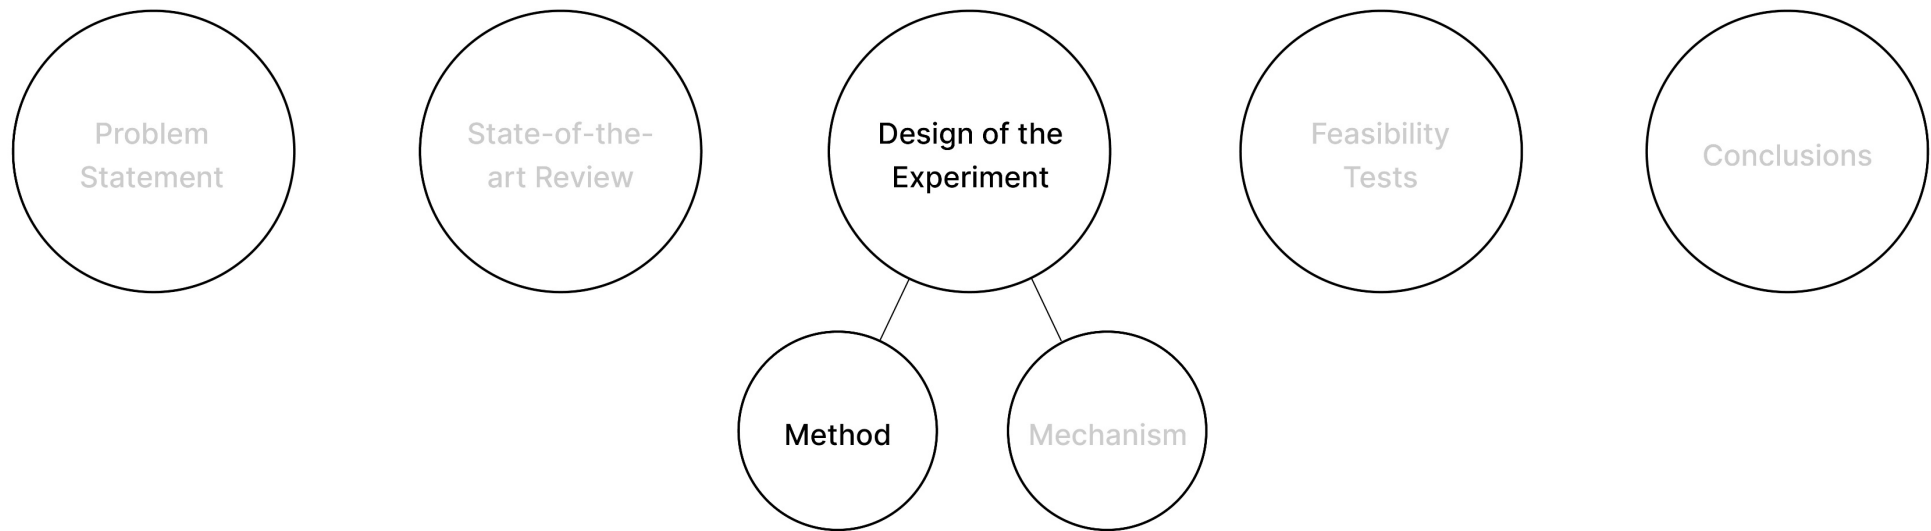 Problem
Statement
State-of-the-
art Review
Design of the
Experiment
Feasibility
Tests
Conclusions
Method
Mechanism